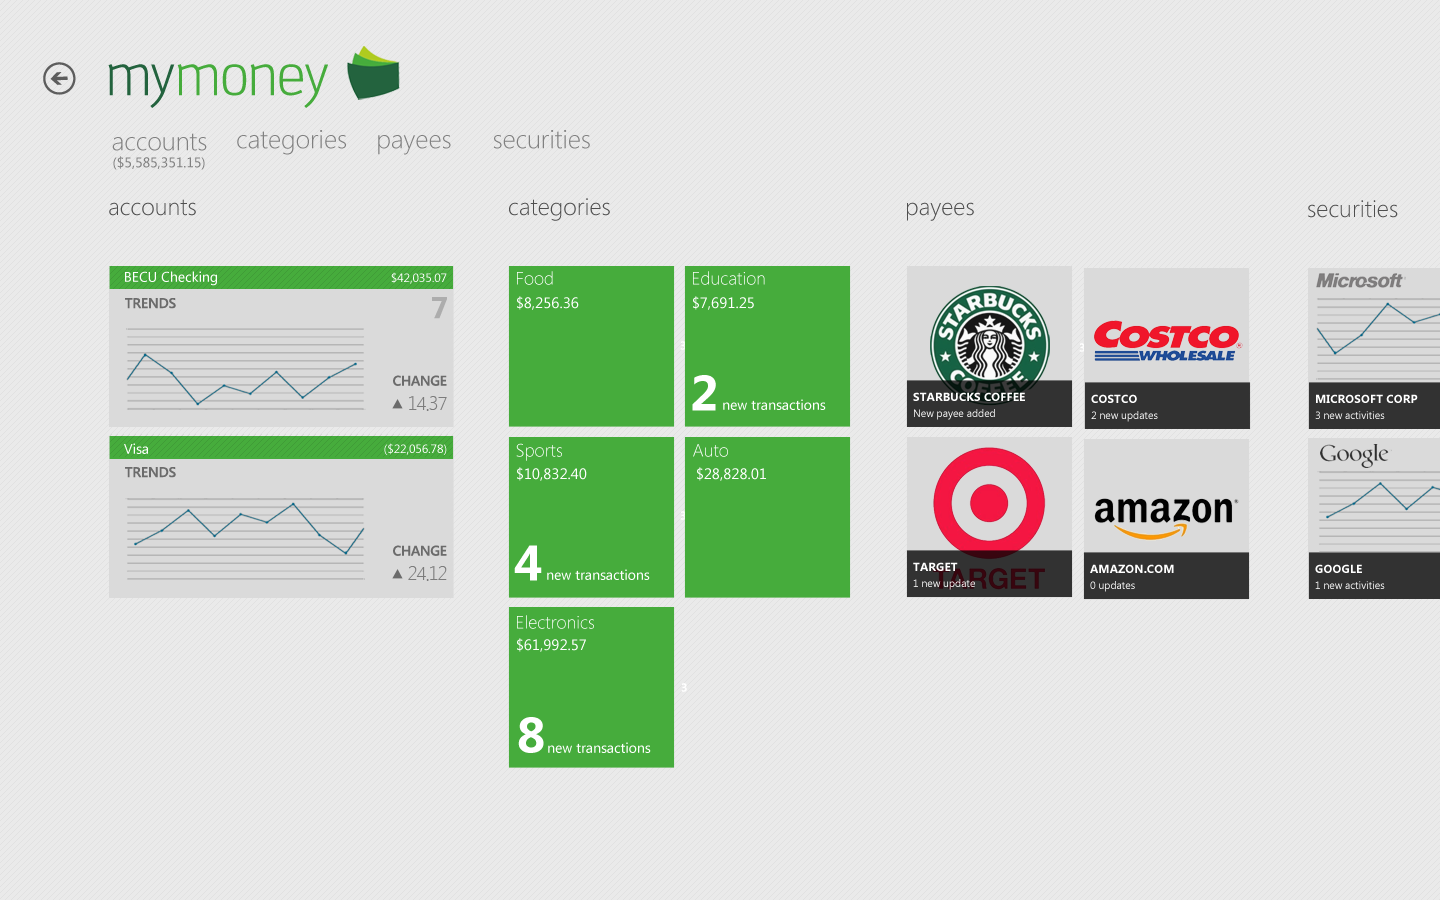 mymoney
accounts
($5,585,351.15)
categories
payees
securities
accounts
BECU Checking
$42,035.07
TRENDS
7
CHANGE
▲ 14.37
Visa
($22,056.78)
TRENDS
CHANGE
▲ 24.12
categories
Food
$8,256.36
3
Education
$7,691.25
2 new transactions
Sports
$10,832.40
4 new transactions
3
Auto
$28,828.01
Electronics
$61,992.57
8 new transactions
3
payees
STARBUCKS
COFFEE
STARBUCKS COFFEE
New payee added
3
COSTCO
WHOLESALE
COSTCO
2 new updates
TARGET
TARGET
1 new update
amazon
AMAZON.COM
0 updates
securities
Microsoft
MICROSOFT CORP
3 new activities
Google
GOOGLE
1 new activities